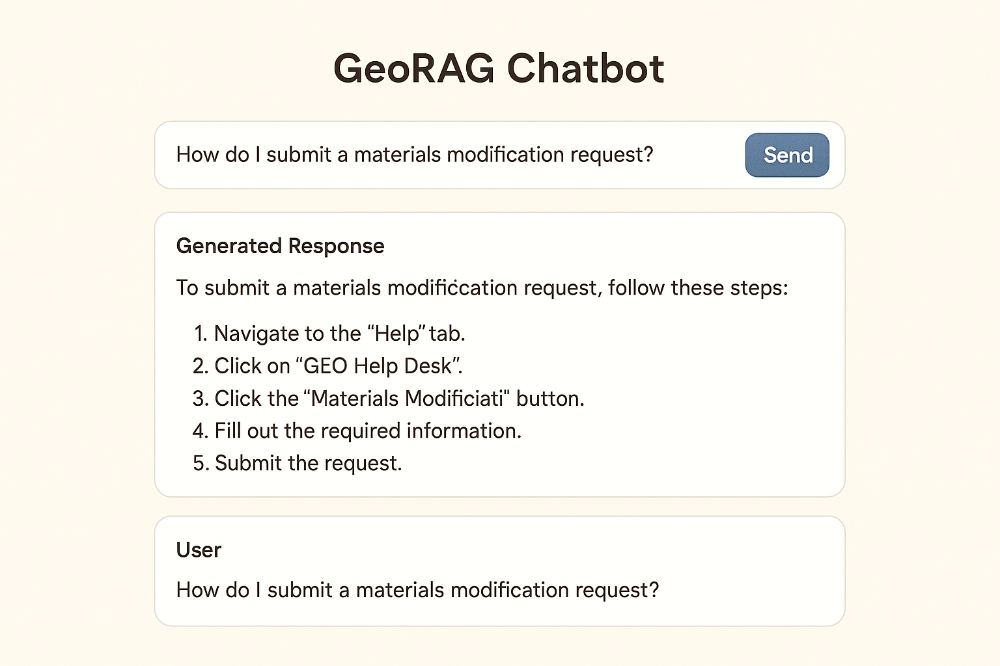 GeoRAG Chatbot
How do I submit a materials modification request?
Send
Generated Response
To submit a materials modifiċcation request, follow these steps:
1. Navigate to the “Help” tab.
2. Click on “GEO Help Desk”.
3. Click the “Materials Modificiati" button.
4. Fill out the required information.
5. Submit the request.
User
How do I submit a materials modification request?